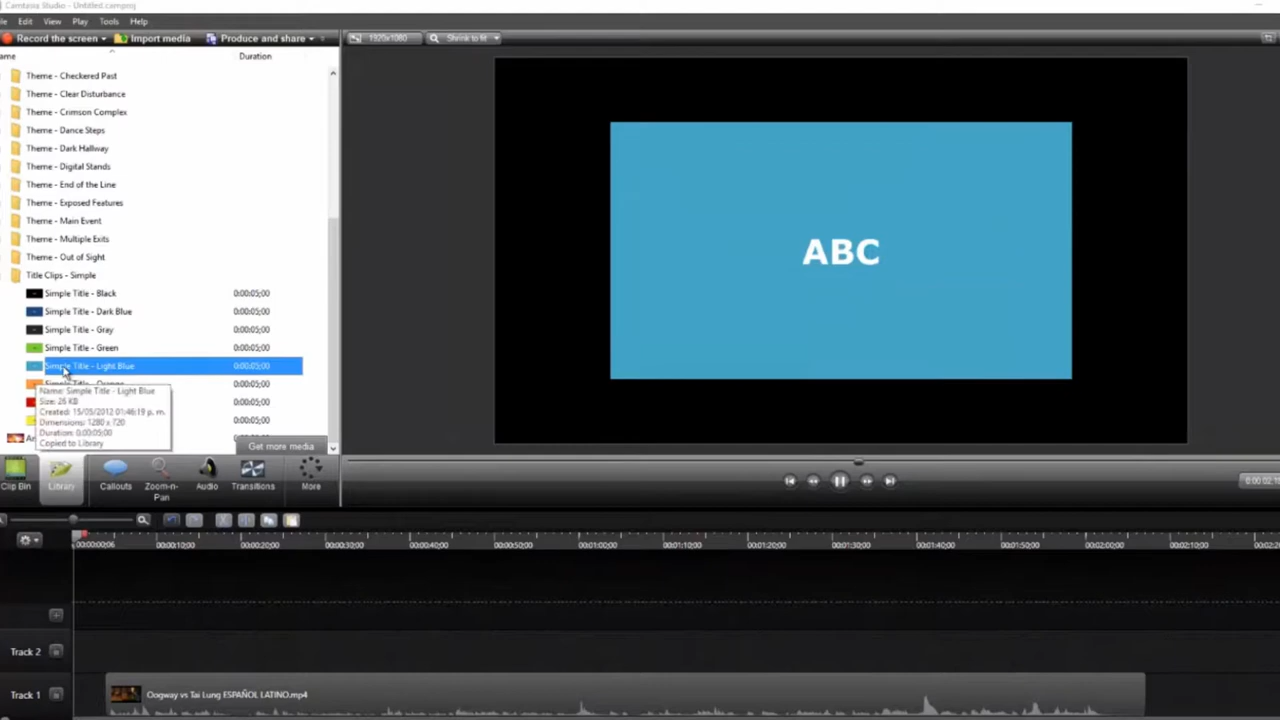 Camtasia Studio - Untitled.camproj
Edit View Play Tools Help
Record the screen Import media Produce and share
1920x1080 Shrink to fit
Duration
Theme - Checkered Past
Theme - Clear Disturbance
Theme - Crimson Complex
Theme - Dance Steps
Theme - Dark Hallway
Theme - Digital Stands
Theme - End of the Line
Theme - Exposed Features
Theme - Main Event
Theme - Multiple Exits
Theme - Out of Sight
Title Clips - Simple
Simple Title - Black 0:00:05;00
Simple Title - Dark Blue 0:00:05;00
Simple Title - Gray 0:00:05;00
Simple Title - Green 0:00:05;00
Simple Title - Light Blue 0:00:05;00
Simple Title - Orange 0:00:05;00
Name: Simple Title - Light Blue
Size: 26 KB
0:00:05;00
Created: 15/05/2012 01:46:19 p. m.
Dimensions: 1280 x 720
0:00:05;00
Duration: 0:00:05;00
Copied to Library
Get more media
ABC
Clip Bin Library Callouts Zoom-n-Pan Audio Transitions More
00:00:00;06 00:00:10;00 00:00:20;00 00:00:30;00 00:00:40;00 00:00:50;00 00:01:00;00 00:01:10;00 00:01:20;00 00:01:30;00 00:01:40;00 00:01:50;00 00:02:00;00 00:02:10;00
Track 2
Track 1
Oogway vs Tai Lung ESPAÑOL LATINO.mp4